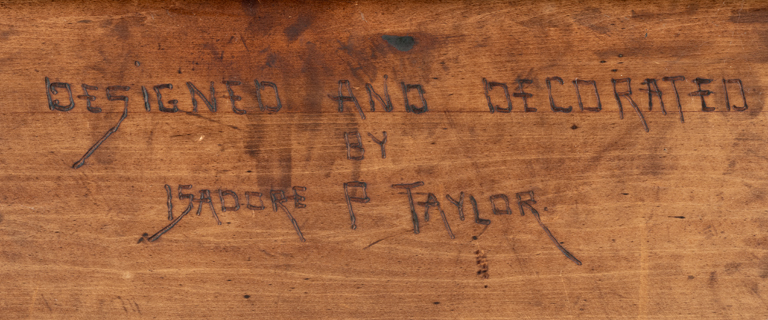 DESIGNED AND DECORATED
BY
ISADORE P TAYLOR.